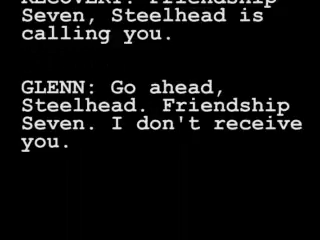 RECOVERY: Friendship
Seven, Steelhead is
calling you.
GLENN: Go ahead,
Steelhead. Friendship
Seven. I don't receive
you.